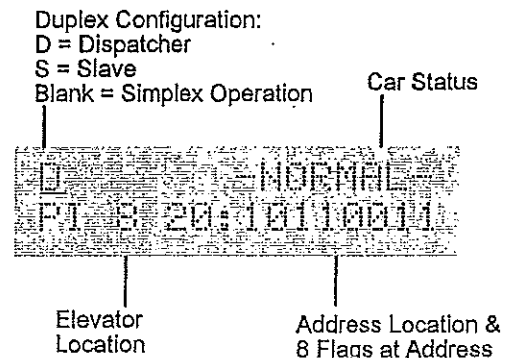 Duplex Configuration:
D = Dispatcher
S = Slave
Blank = Simplex Operation
Car Status
D -NORMAL-
PI 8 20:10110011
Elevator
Location
Address Location &
8 Flags at Address